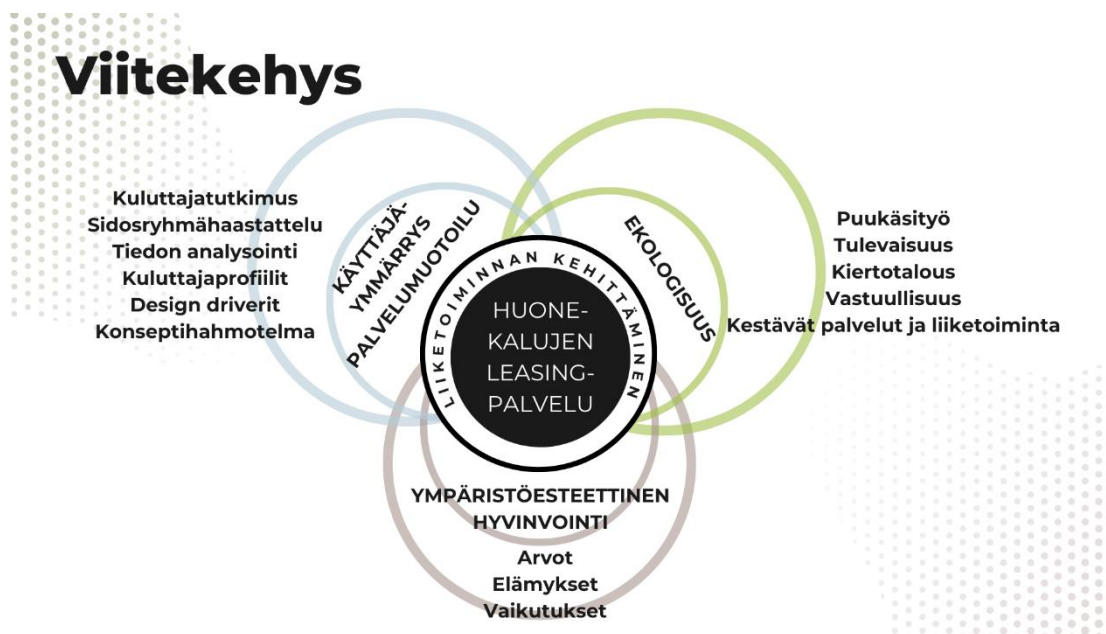 Viitekehys
Kuluttajatutkimus
Sidosryhmähaastattelu
Tiedon analysointi
Kuluttajaprofiilit
Design driverit
Konseptihahmotelma
KÄYTTÄJÄ-
YMMÄRRYS
PALVELUMUOTOILU
LIIKETOIMINNAN KEHITTÄMINEN
HUONE-
KALUJEN
LEASING-
PALVELU
EKOLOGISUUS
Puukäsityö
Tulevaisuus
Kiertotalous
Vastuullisuus
Kestävät palvelut ja liiketoiminta
YMPÄRISTÖESTEETTINEN
HYVINVOINTI
Arvot
Elämykset
Vaikutukset